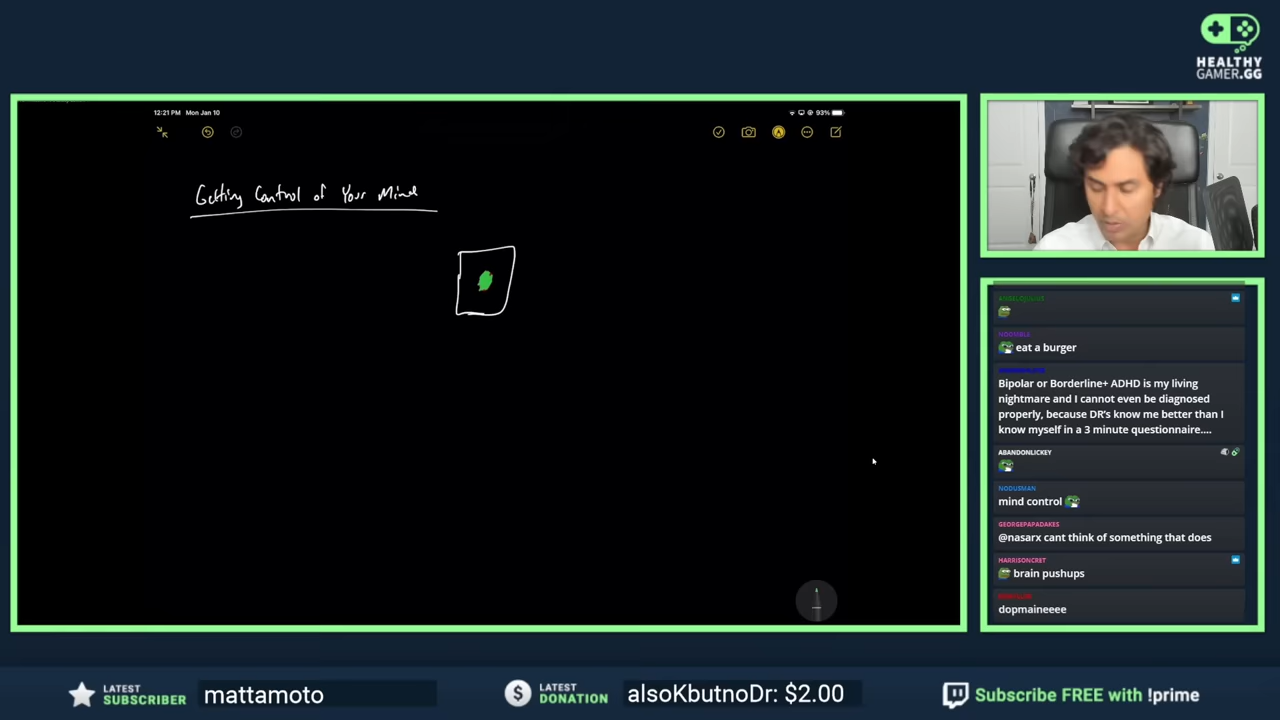 HEALTHY
GAMER.GG
12:21 PM Mon Jan 10
93%
Getting Control of Your Mind
eat a burger
Bipolar or Borderline+ ADHD is my living
nightmare and I cannot even be diagnosed
properly, because DR's know me better than I
know myself in a 3 minute questionnaire....
ABANDONLICKEY
NODUSMAN
mind control
GEORGEPAPADAKES
@nasarx cant think of something that does
HARRISONCRET
brain pushups
dopmaineeee
LATEST
SUBSCRIBER
mattamoto
LATEST
DONATION
alsoKbutnoDr: $2.00
Subscribe FREE with !prime